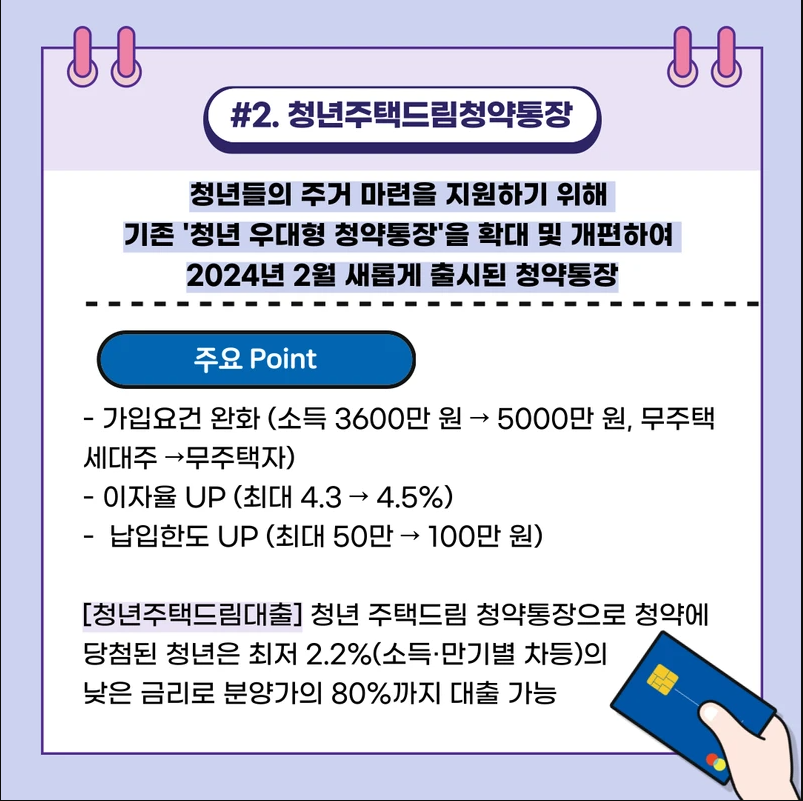 #2. 청년주택드림청약통장
청년들의 주거 마련을 지원하기 위해
기존 '청년 우대형 청약통장'을 확대 및 개편하여
2024년 2월 새롭게 출시된 청약통장
주요 Point
- 가입요건 완화 (소득 3600만 원 → 5000만 원, 무주택
세대주 →무주택자)
- 이자율 UP (최대 4.3 → 4.5%)
- 납입한도 UP (최대 50만 → 100만 원)
[청년주택드림대출] 청년 주택드림 청약통장으로 청약에
당첨된 청년은 최저 2.2%(소득·만기별 차등)의
낮은 금리로 분양가의 80%까지 대출 가능